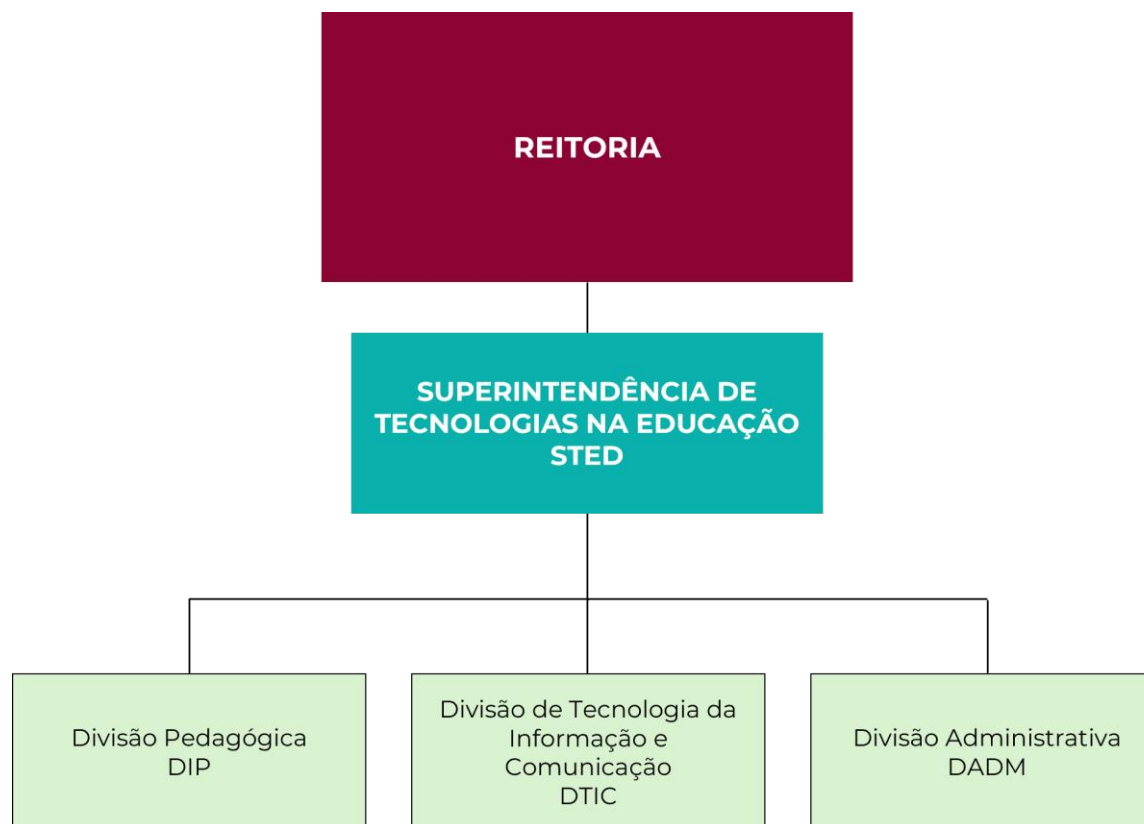 REITORIA
SUPERINTENDÊNCIA DE
TECNOLOGIAS NA EDUCAÇÃO
STED
Divisão Pedagógica
DIP
Divisão de Tecnologia da
Informação e
Comunicação
DTIC
Divisão Administrativa
DADM